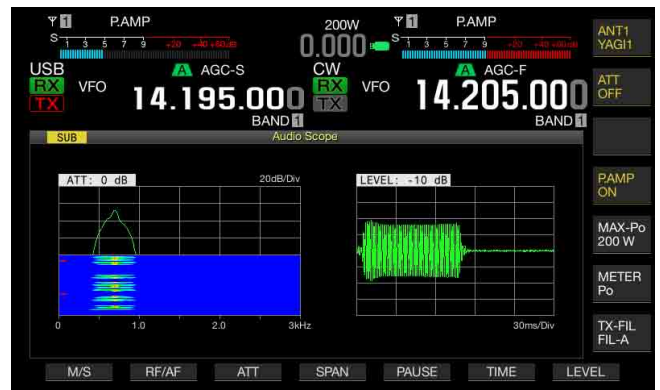 1 P.AMP 200W 1 P.AMP ANT1
YAGI1
S 1 3 5 7 9 +20 +40 +60dB 0.000 S 1 3 5 7 9 +20 +40 +60dB
USB A AGC-S CW A AGC-F ATT
OFF
RX VFO RX VFO
TX 14.195.000 TX 14.205.000
BAND 1 BAND 1
SUB Audio Scope
ATT: 0 dB 20dB/Div LEVEL: -10 dB P.AMP
ON
MAX-Po
200 W
METER
Po
0 1.0 2.0 3kHz 30ms/Div TX-FIL
FIL-A
M/S RF/AF ATT SPAN PAUSE TIME LEVEL